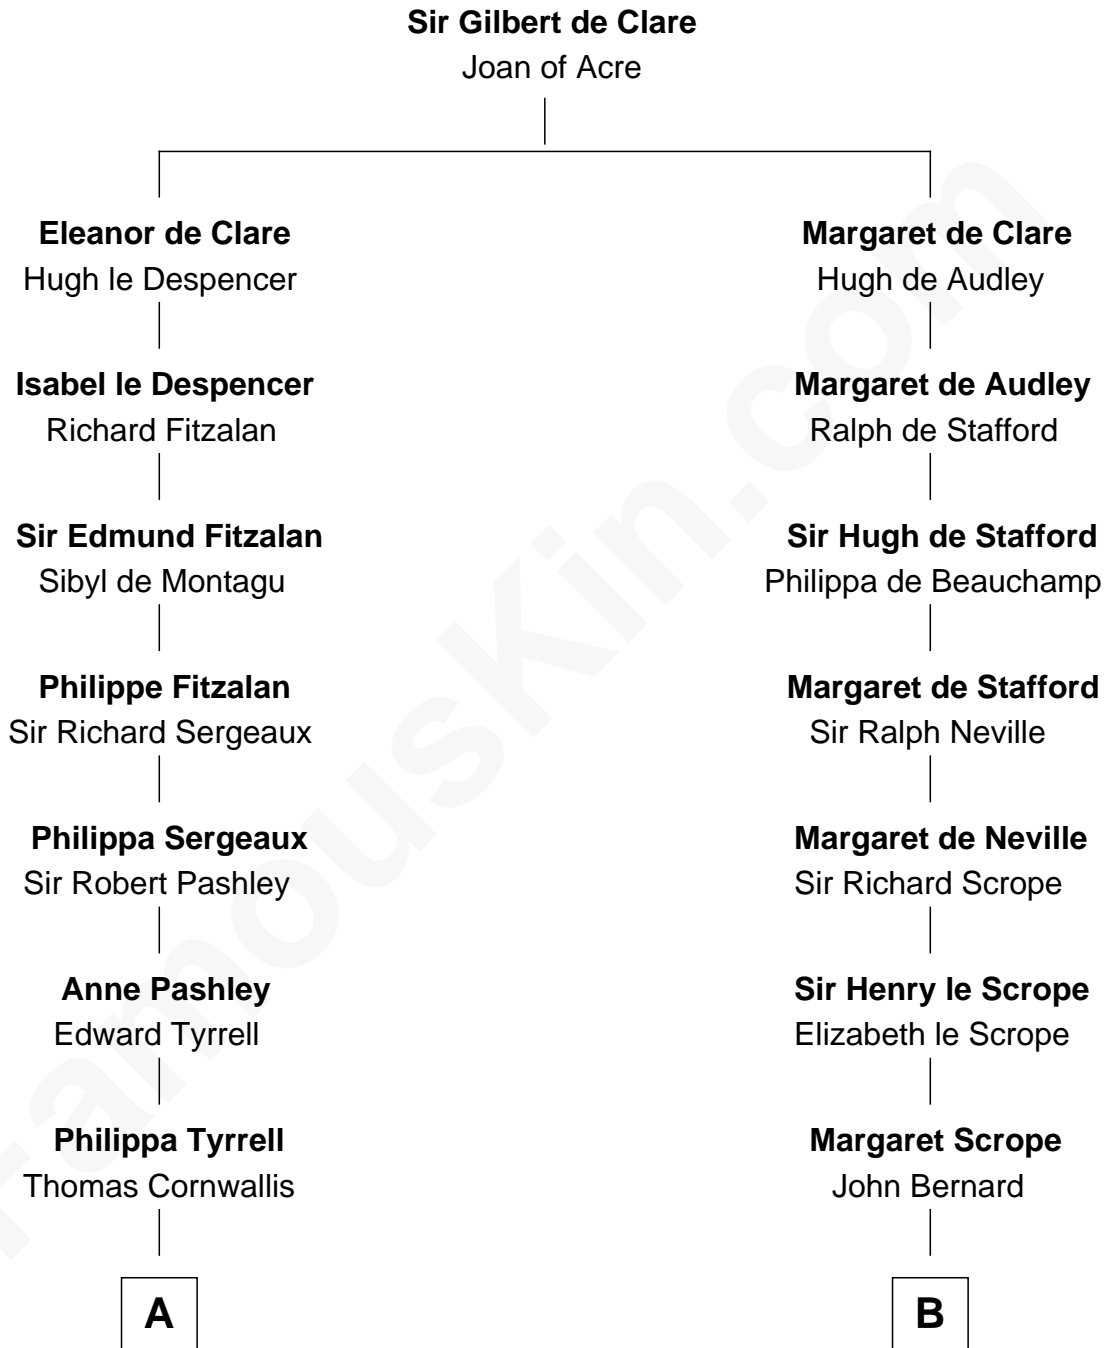 Sir Gilbert de Clare
Joan of Acre
Eleanor de Clare
Hugh le Despencer
Margaret de Clare
Hugh de Audley
Isabel le Despencer
Richard Fitzalan
Margaret de Audley
Ralph de Stafford
Sir Edmund Fitzalan
Sibyl de Montagu
Sir Hugh de Stafford
Philippa de Beauchamp
Philippe Fitzalan
Sir Richard Sergeaux
Margaret de Stafford
Sir Ralph Neville
Philippa Sergeaux
Sir Robert Pashley
Margaret de Neville
Sir Richard Scrope
Anne Pashley
Edward Tyrrell
Sir Henry le Scrope
Elizabeth le Scrope
Philippa Tyrrell
Thomas Cornwallis
Margaret Scrope
John Bernard
A
B
FamousKin.com